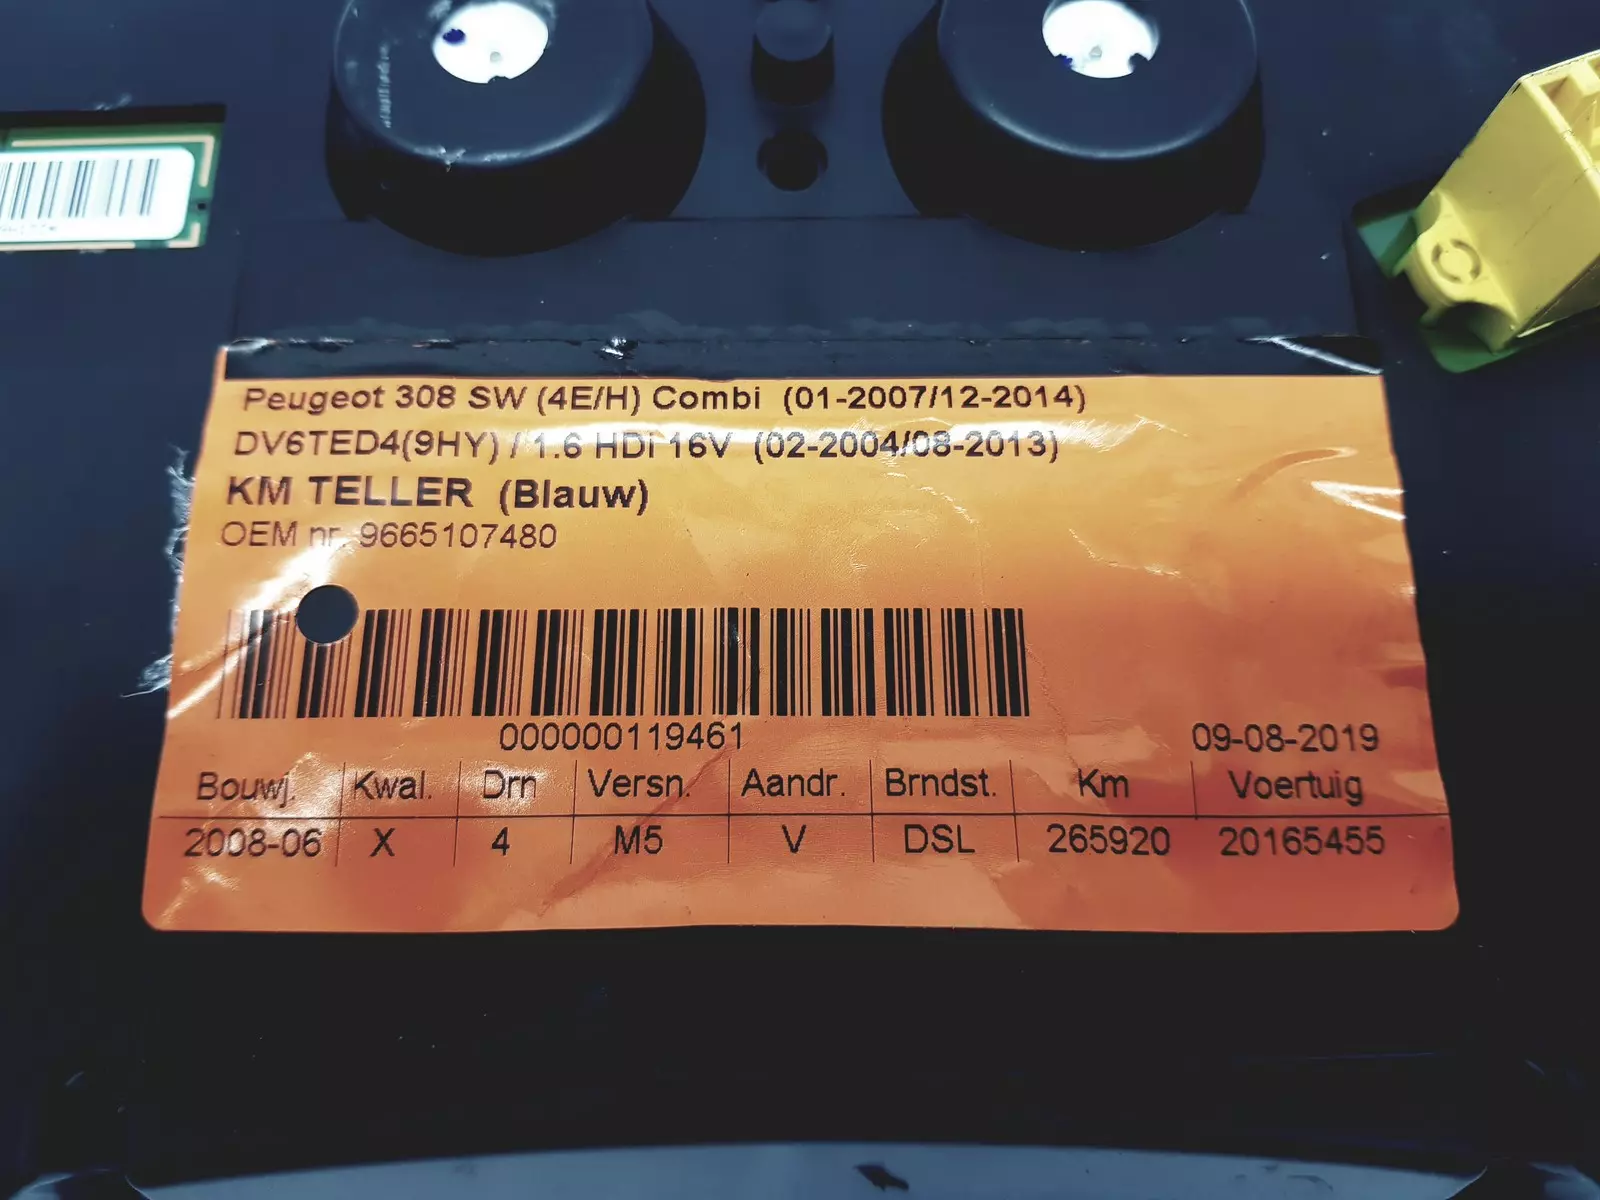 Peugeot 308 SW (4E/H) Combi (01-2007/12-2014)
DV6TED4(9HY) / 1.6 HDi 16V (02-2004/08-2013)
KM TELLER (Blauw)
OEM nr. 9665107480
000000119461
09-08-2019
Bouwj. Kwal. Drn Versn. Aandr. Brndst. Km Voertuig
2008-06 X 4 M5 V DSL 265920 20165455